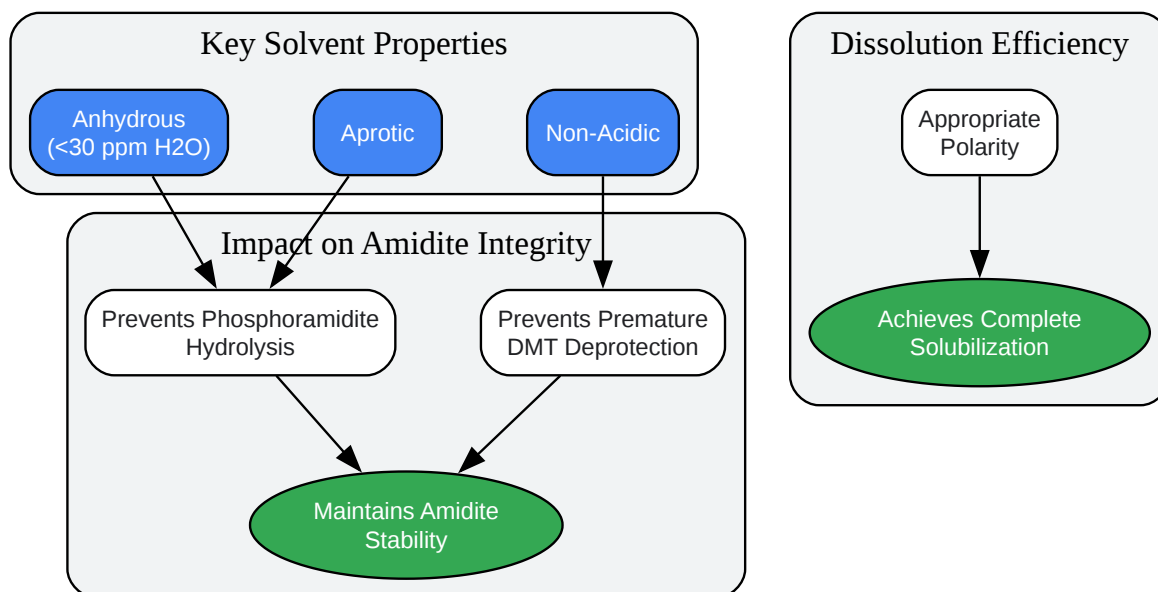 Key Solvent Properties
Anhydrous
(<30 ppm H2O)
Aprotic
Non-Acidic
Impact on Amidite Integrity
Prevents Phosphoramidite
Hydrolysis
Prevents Premature
DMT Deprotection
Maintains Amidite
Stability
Dissolution Efficiency
Appropriate
Polarity
Achieves Complete
Solubilization